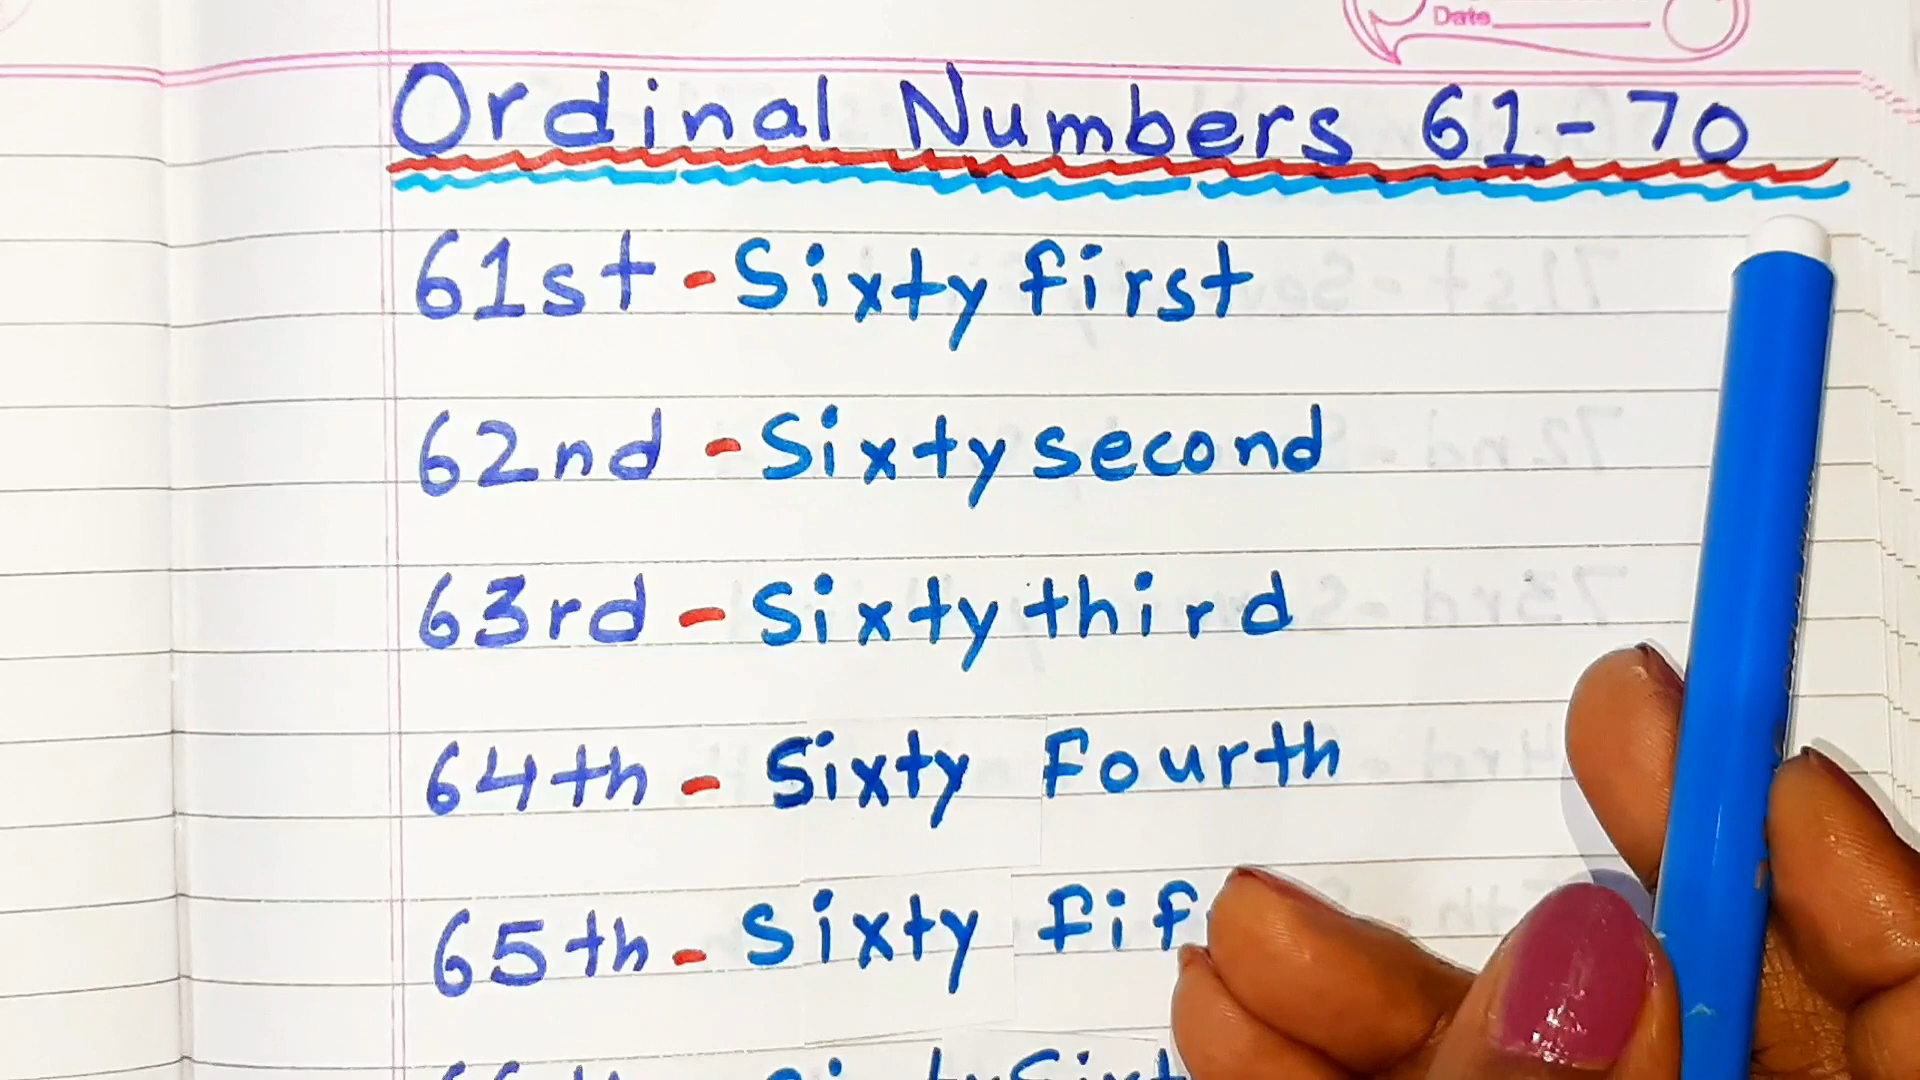 Date
Ordinal Numbers 61-70
61st - Sixty first
62nd - Sixty second
63rd - Sixty third
64th - Sixty Fourth
65th - Sixty fif